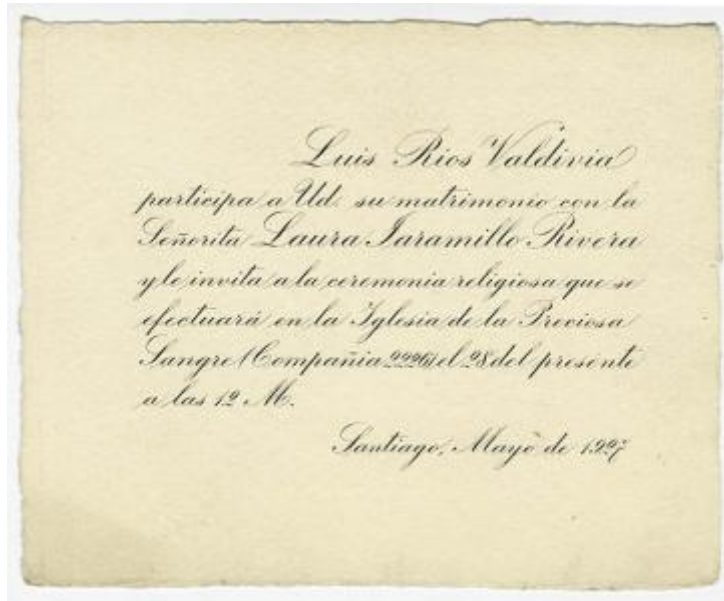 Luis Rios Valdivia
participa a Ud. su matrimonio con la
Señorita Laura Jaramillo Rivera
y le invita a la ceremonia religiosa que se
efectuará en la Iglesia de la Preciosa
Sangre (Compañia 2226) el 28 del presente
a las 12 M.
Santiago, Mayo de 1927